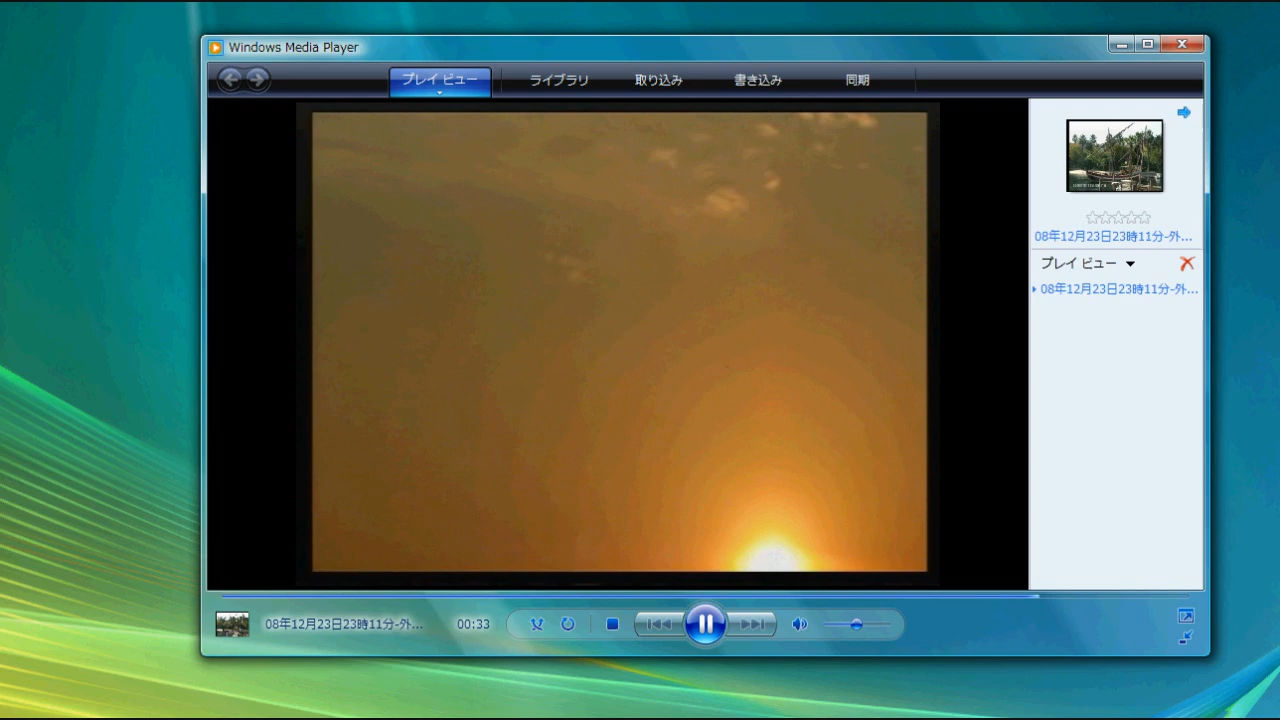 Windows Media Player
プレイ ビュー
ライブラリ
取り込み
書き込み
同期
08年12月23日23時11分-外...
プレイ ビュー
08年12月23日23時11分-外...
08年12月23日23時11分-外...
00:33